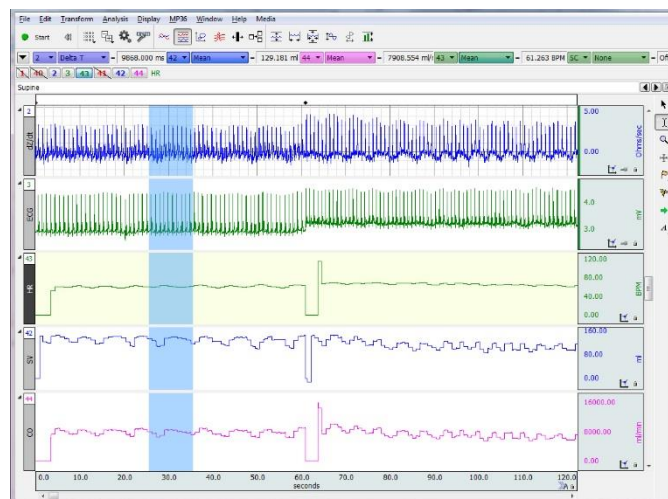 File Edit Transform Analysis Display MP36 Window Help Media
Start
2 Delta T = 9868.000 ms 42 Mean = 129.181 ml 44 Mean = 7908.554 ml/ 43 Mean = 61.263 BPM SC None = Off
1 40 2 3 43 41 42 44 HR
Supine
2
dZ/dt
5.00
0.00
Ohms/sec
3
ECG
4.0
3.0
mV
43
HR
120.00
80.00
40.00
0.00
BPM
42
SV
160.00
80.00
0.00
ml
44
CO
16000.00
8000.00
0.00
ml/min
0.0 10.0 20.0 30.0 40.0 50.0 60.0 70.0 80.0 90.0 100.0 110.0 120.0
seconds